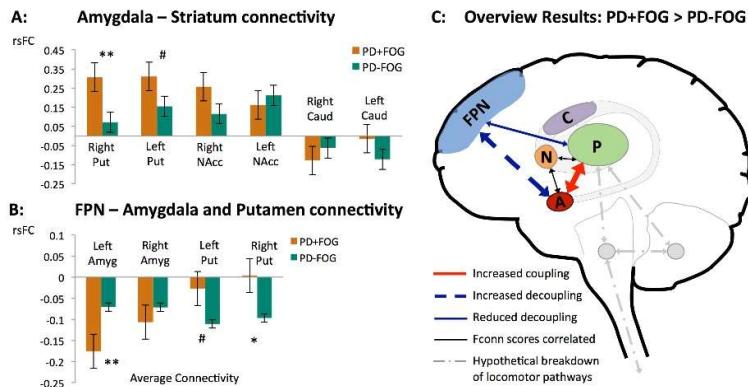 A: Amygdala – Striatum connectivity
rsFC
0.45
0.35
0.25
0.15
0.05
-0.05
-0.15
-0.25
**
#
PD+FOG
PD-FOG
Right Put
Left Put
Right NAcc
Left NAcc
Right Caud
Left Caud
B: FPN – Amygdala and Putamen connectivity
rsFC
0.1
0.05
0
-0.05
-0.1
-0.15
-0.2
-0.25
Left Amyg
Right Amyg
Left Put
Right Put
PD+FOG
PD-FOG
**
#
*
Average Connectivity
C: Overview Results: PD+FOG > PD-FOG
FPN
C
P
N
A
Increased coupling
Increased decoupling
Reduced decoupling
Fconn scores correlated
Hypothetical breakdown
of locomotor pathways